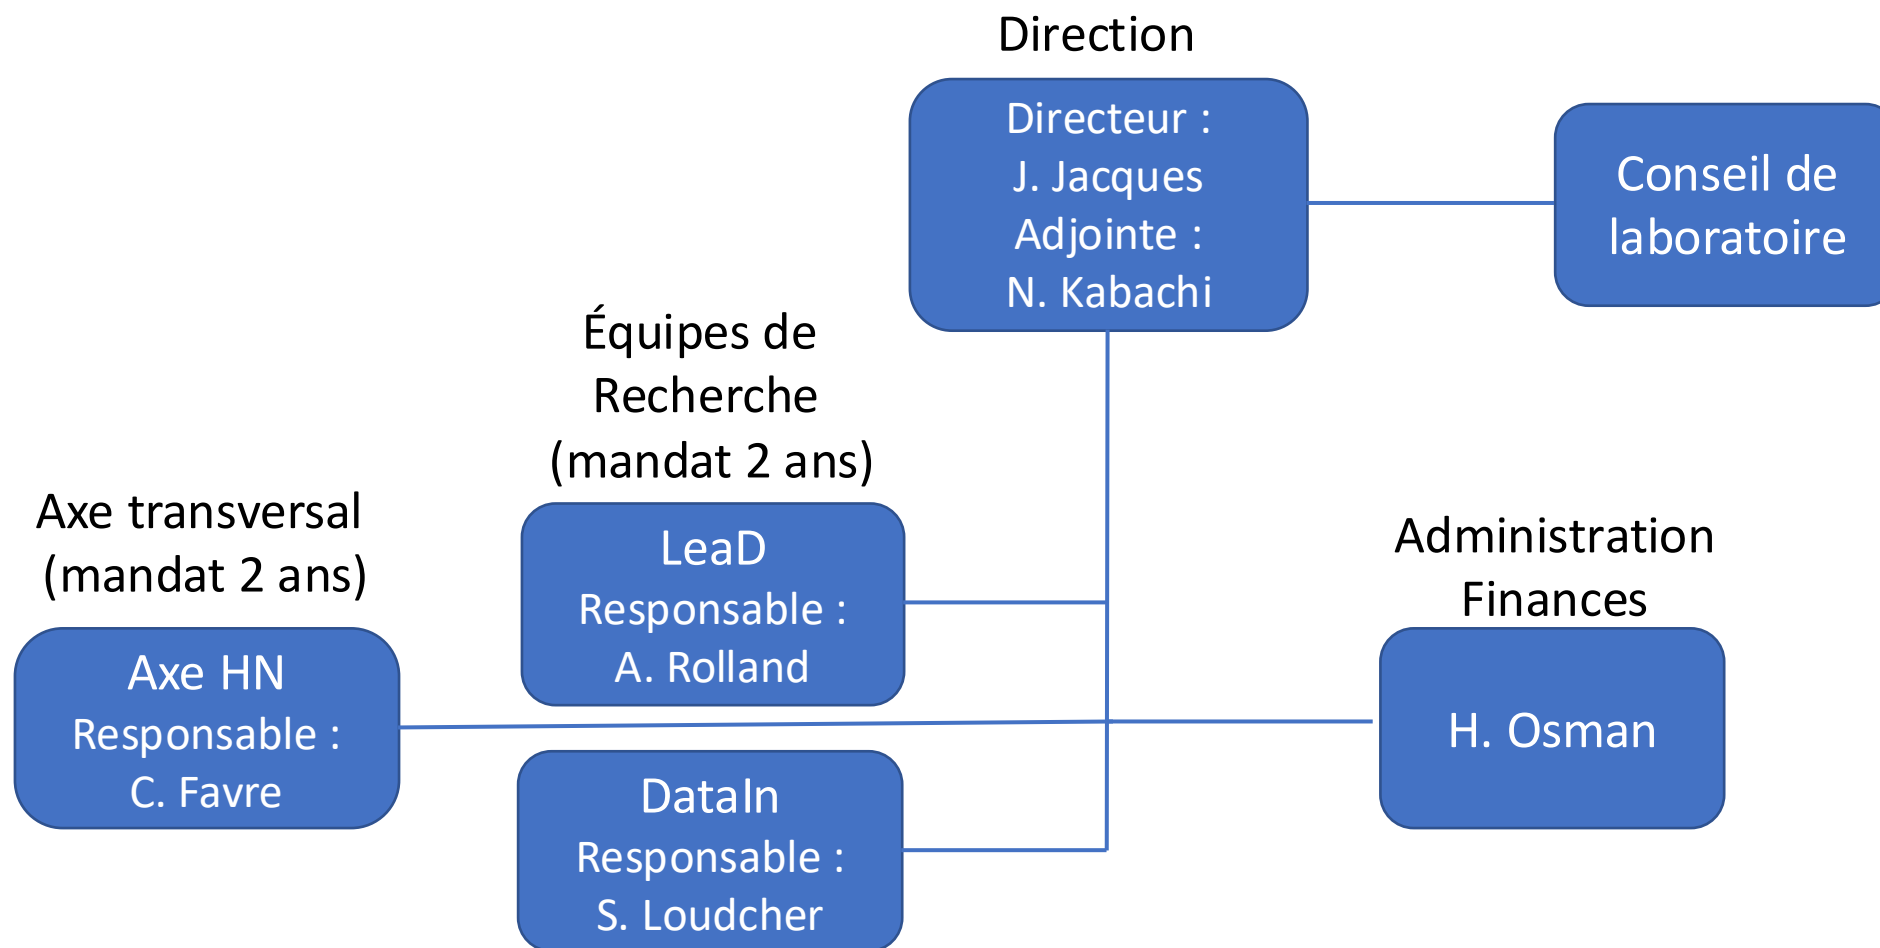 Direction
Directeur :
J. Jacques
Adjointe :
N. Kabachi
Conseil de
laboratoire
Équipes de
Recherche
(mandat 2 ans)
LeaD
Responsable :
A. Rolland
Axe transversal
(mandat 2 ans)
Axe HN
Responsable :
C. Favre
DataIn
Responsable :
S. Loudcher
Administration
Finances
H. Osman